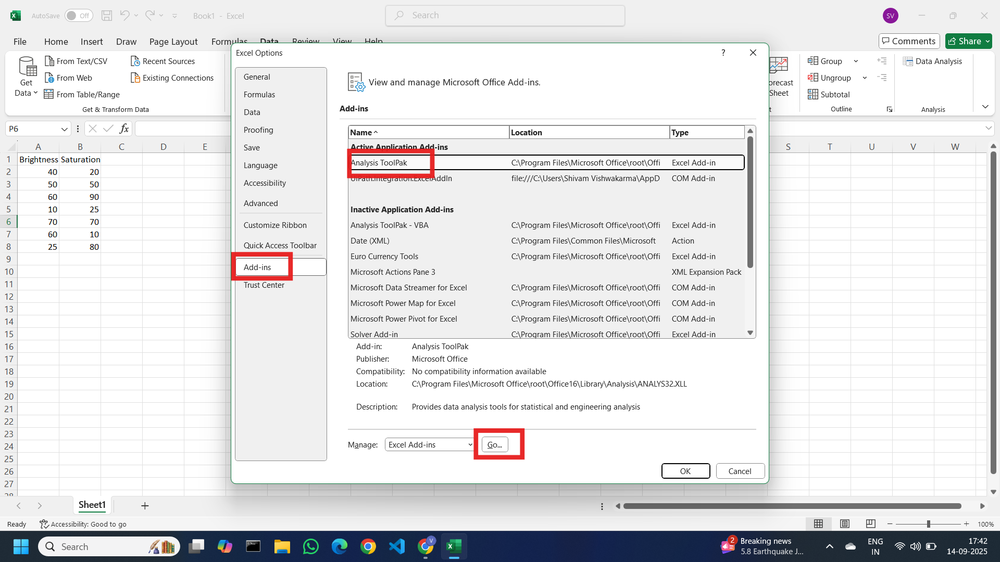 AutoSave Off Book1 - Excel Search SV
File Home Insert Draw Page Layout Formulas Data Review View Help Comments Share
Get Data
From Text/CSV
From Web
From Table/Range
Recent Sources
Existing Connections
Get & Transform Data
Sheet
Group
Ungroup
Subtotal
Outline
Data Analysis
Analysis
P6
fx
A B C D E S T U V W
1 Brightness Saturation
2 40 20
3 50 50
4 60 90
5 10 25
6 70 70
7 60 10
8 25 80
9
10
11
12
13
14
15
16
17
18
19
20
21
22
23
24
25
26
27
28
Excel Options ?
General
Formulas
Data
Proofing
Save
Language
Accessibility
Advanced
Customize Ribbon
Quick Access Toolbar
Add-ins
Trust Center
View and manage Microsoft Office Add-ins.
Add-ins
Name Location Type
Active Application Add-ins
Analysis ToolPak C:\Program Files\Microsoft Office\root\Offi Excel Add-in
UiPath.Integration.ExcelAddIn file:///C:\Users\Shivam Vishwakarma\AppD COM Add-in
Inactive Application Add-ins
Analysis ToolPak - VBA C:\Program Files\Microsoft Office\root\Offi Excel Add-in
Date (XML) C:\Program Files\Common Files\Microsoft Action
Euro Currency Tools C:\Program Files\Microsoft Office\root\Offi Excel Add-in
Microsoft Actions Pane 3 XML Expansion Pack
Microsoft Data Streamer for Excel C:\Program Files\Microsoft Office\root\Offi COM Add-in
Microsoft Power Map for Excel C:\Program Files\Microsoft Office\root\Offi COM Add-in
Microsoft Power Pivot for Excel C:\Program Files\Microsoft Office\root\Offi COM Add-in
Solver Add-in C:\Program Files\Microsoft Office\root\Offi Excel Add-in
Add-in: Analysis ToolPak
Publisher: Microsoft Office
Compatibility: No compatibility information available
Location: C:\Program Files\Microsoft Office\root\Office16\Library\Analysis\ANALYS32.XLL
Description: Provides data analysis tools for statistical and engineering analysis
Manage: Excel Add-ins Go...
OK Cancel
Sheet1
Ready Accessibility: Good to go 100%
Search
2
Breaking news
5.8 Earthquake J...
ENG
IN
17:42
14-09-2025